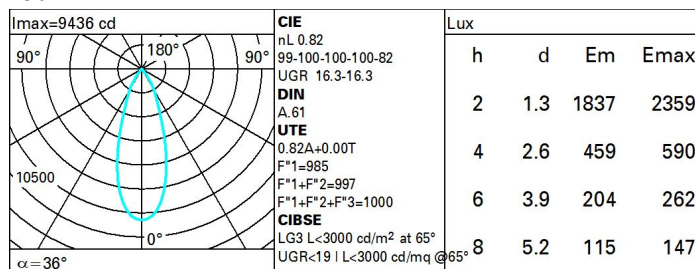 Imax=9436 cd
90°
180°
90°
10500
0°
α=36°
CIE
nL 0.82
99-100-100-100-82
UGR 16.3-16.3
DIN
A.61
UTE
0.82A+0.00T
F"1=985
F"1+F"2=997
F"1+F"2+F"3=1000
CIBSE
LG3 L<3000 cd/m² at 65°
UGR<19 | L<3000 cd/mq @65°
Lux
h d Em Emax
2 1.3 1837 2359
4 2.6 459 590
6 3.9 204 262
8 5.2 115 147